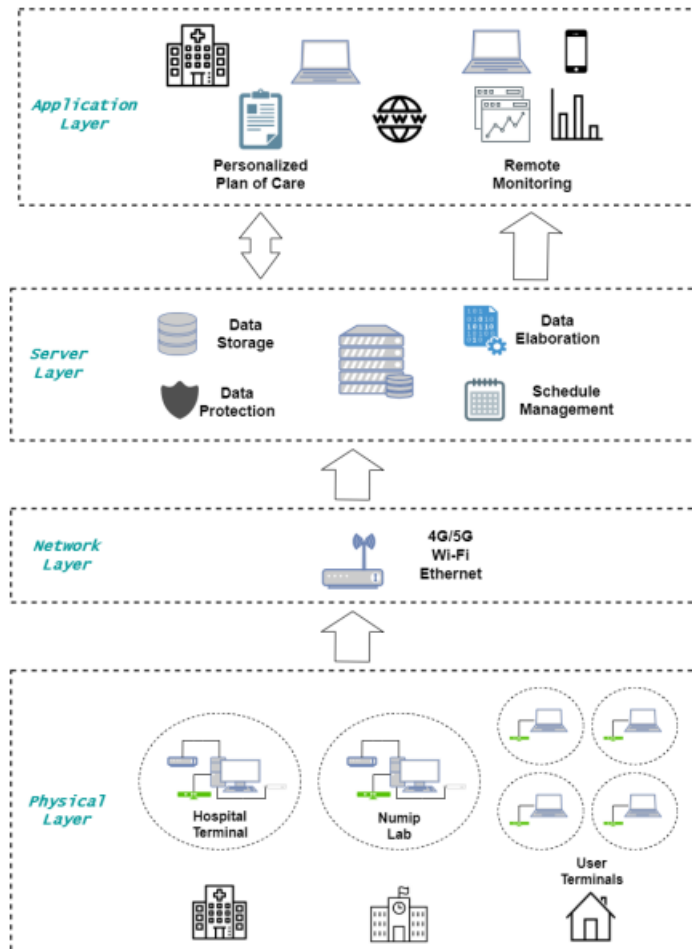 Application
Layer
Personalized
Plan of Care
WWW
Remote
Monitoring
Server
Layer
Data
Storage
Data
Elaboration
Data
Protection
Schedule
Management
Network
Layer
4G/5G
Wi-Fi
Ethernet
Physical
Layer
Hospital
Terminal
Numip
Lab
User
Terminals